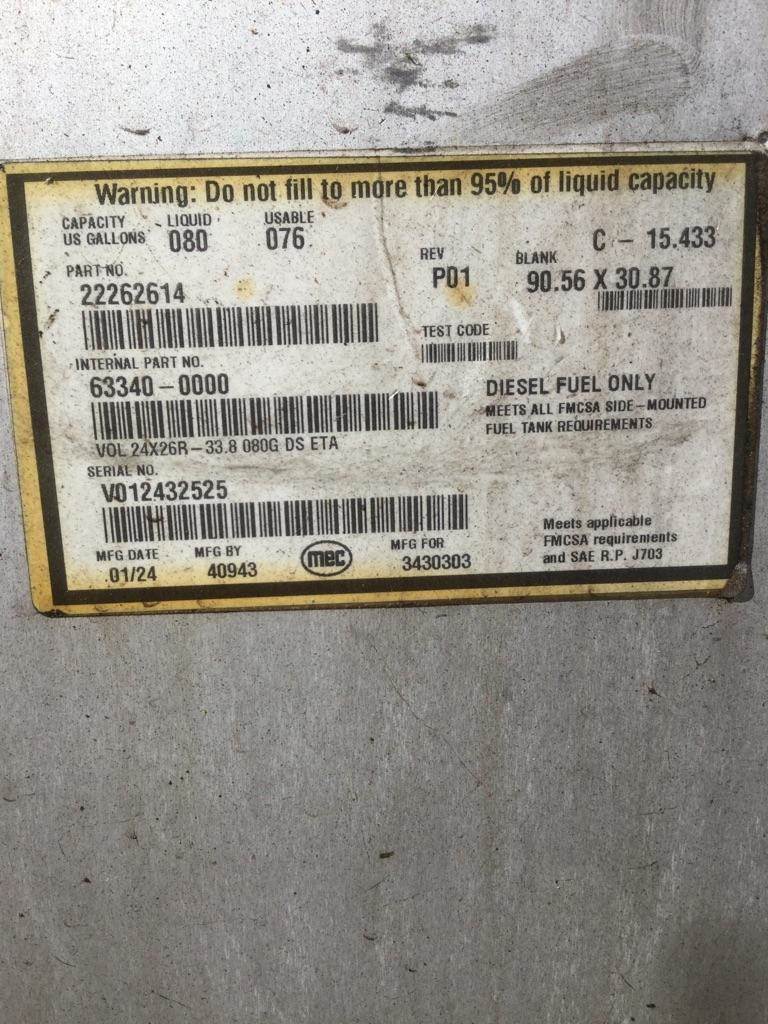 Warning: Do not fill to more than 95% of liquid capacity
CAPACITY LIQUID USABLE
US GALLONS 080 076
C - 15.433
PART NO. REV BLANK
22262614 P01 90.56 X 30.87
TEST CODE
INTERNAL PART NO.
63340-0000
DIESEL FUEL ONLY
MEETS ALL FMCSA SIDE-MOUNTED
FUEL TANK REQUIREMENTS
VOL 24X26R-33.8 080G DS ETA
SERIAL NO.
V012432525
Meets applicable
FMCSA requirements
and SAE R.P. J703
MFG DATE MFG BY mec MFG FOR
01/24 40943 3430303